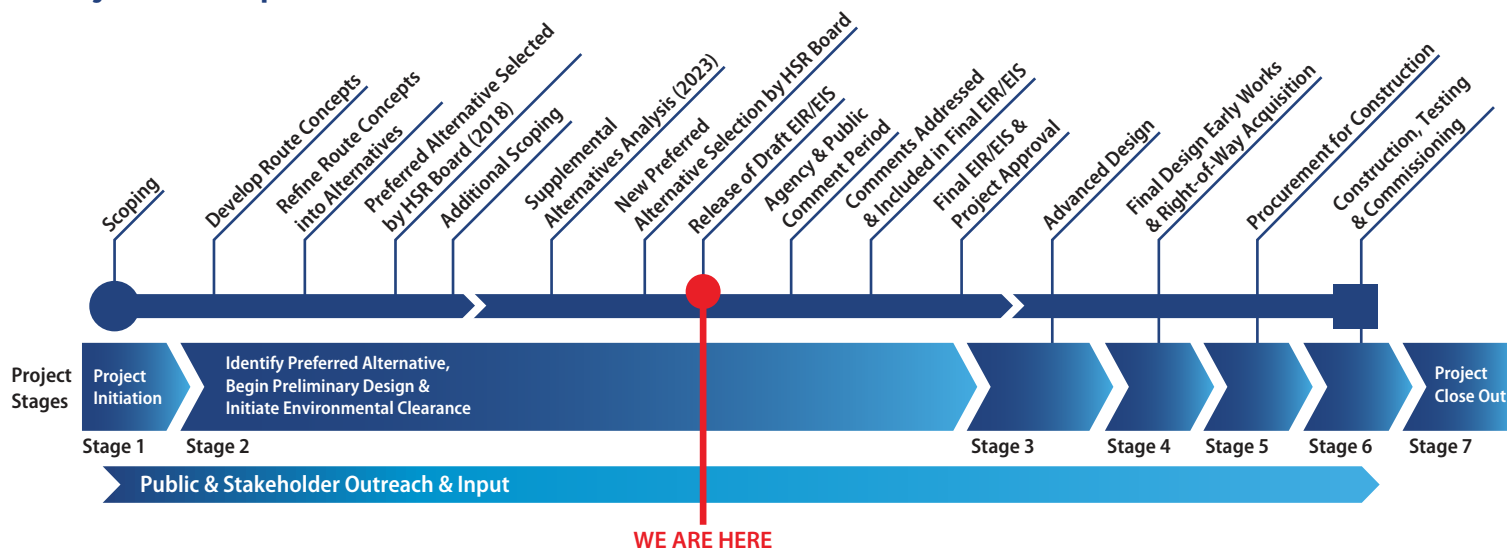 Scoping
Develop Route Concepts
Refine Route Concepts
into Alternatives
Preferred Alternative Selected
by HSR Board (2018)
Additional Scoping
Supplemental
Alternatives Analysis (2023)
New Preferred
Alternative Selection by HSR Board
Release of Draft EIR/EIS
Agency & Public
Comment Period
Comments Addressed
& Included in Final EIR/EIS
Final EIR/EIS &
Project Approval
Advanced Design
Final Design Early Works
& Right-of-Way Acquisition
Procurement for Construction
Construction, Testing
& Commissioning
Project
Stages
Project
Initiation
Identify Preferred Alternative,
Begin Preliminary Design &
Initiate Environmental Clearance
Project
Close Out
Stage 1
Stage 2
Stage 3
Stage 4
Stage 5
Stage 6
Stage 7
Public & Stakeholder Outreach & Input
WE ARE HERE